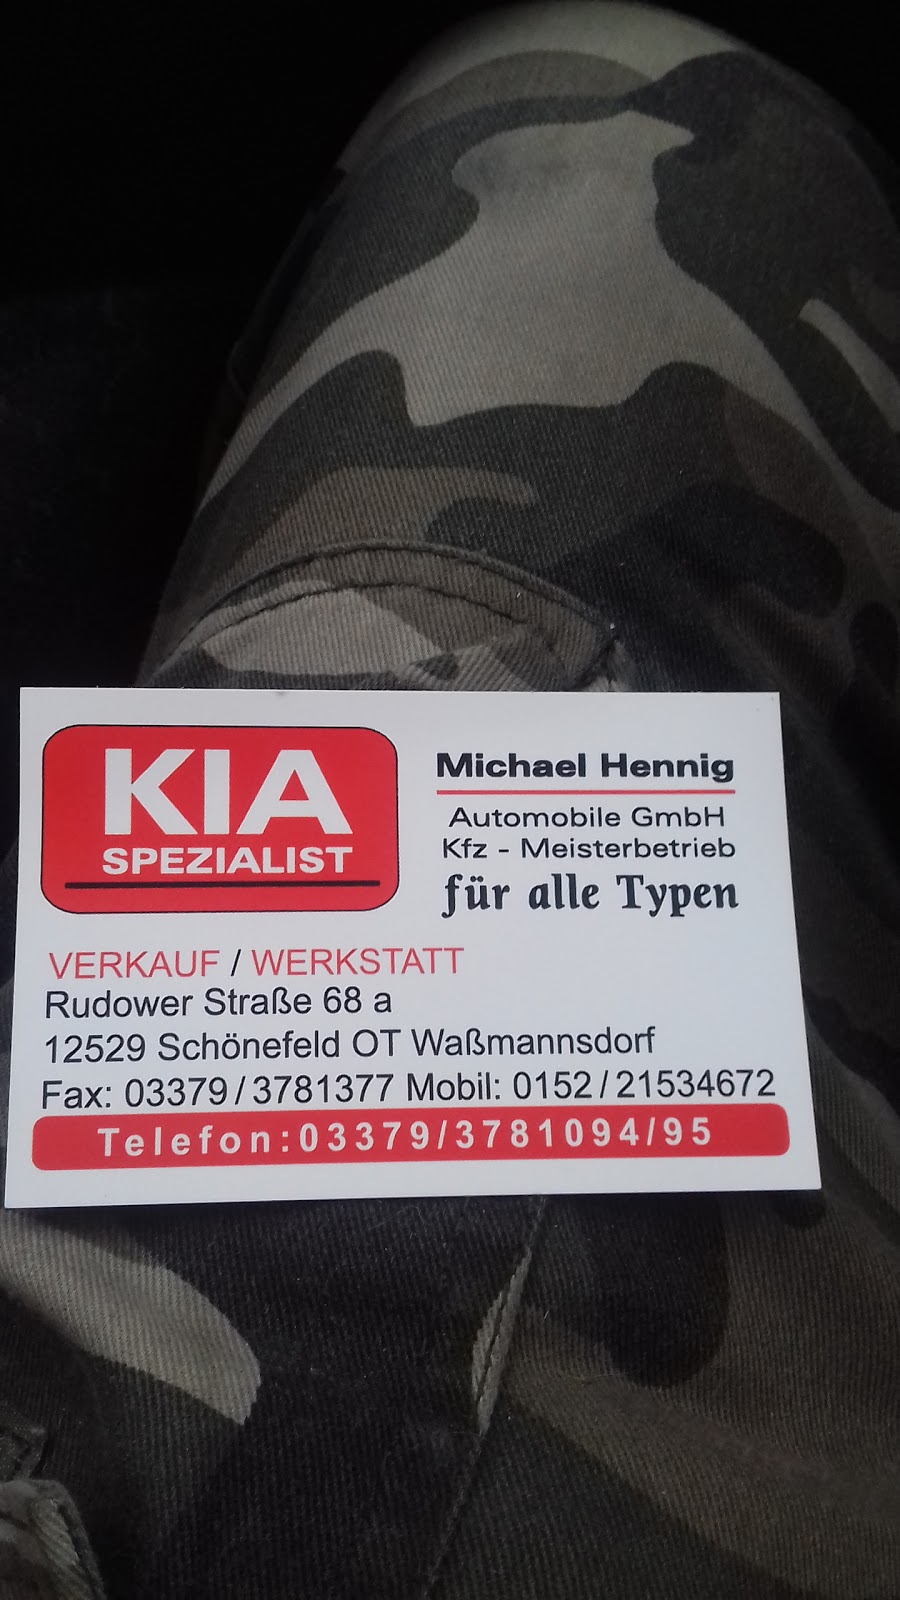 KIA
SPEZIALIST
Michael Hennig
Automobile GmbH
Kfz - Meisterbetrieb
für alle Typen
VERKAUF / WERKSTATT
Rudower Straße 68 a
12529 Schönefeld OT Waßmannsdorf
Fax: 03379/3781377 Mobil: 0152/21534672
Telefon:03379/3781094/95